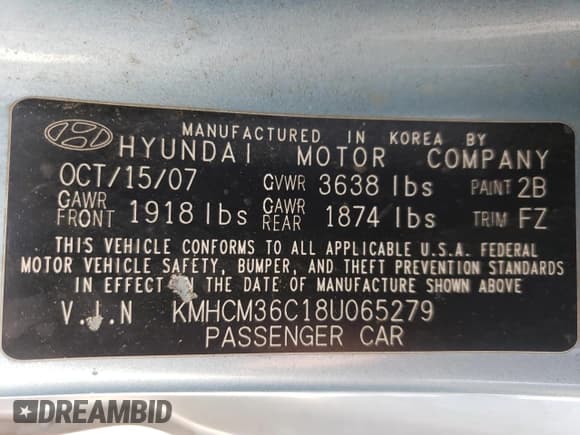 MANUFACTURED IN KOREA BY
HYUNDAI MOTOR COMPANY
OCT/15/07 GVWR 3638 lbs PAINT 2B
GAWR FRONT 1918 lbs GAWR REAR 1874 lbs TRIM FZ
THIS VEHICLE CONFORMS TO ALL APPLICABLE U.S.A. FEDERAL
MOTOR VEHICLE SAFETY, BUMPER, AND THEFT PREVENTION STANDARDS
IN EFFECT ON THE DATE OF MANUFACTURE SHOWN ABOVE
V.I.N KMHCM36C18U065279
PASSENGER CAR
DREAMBID